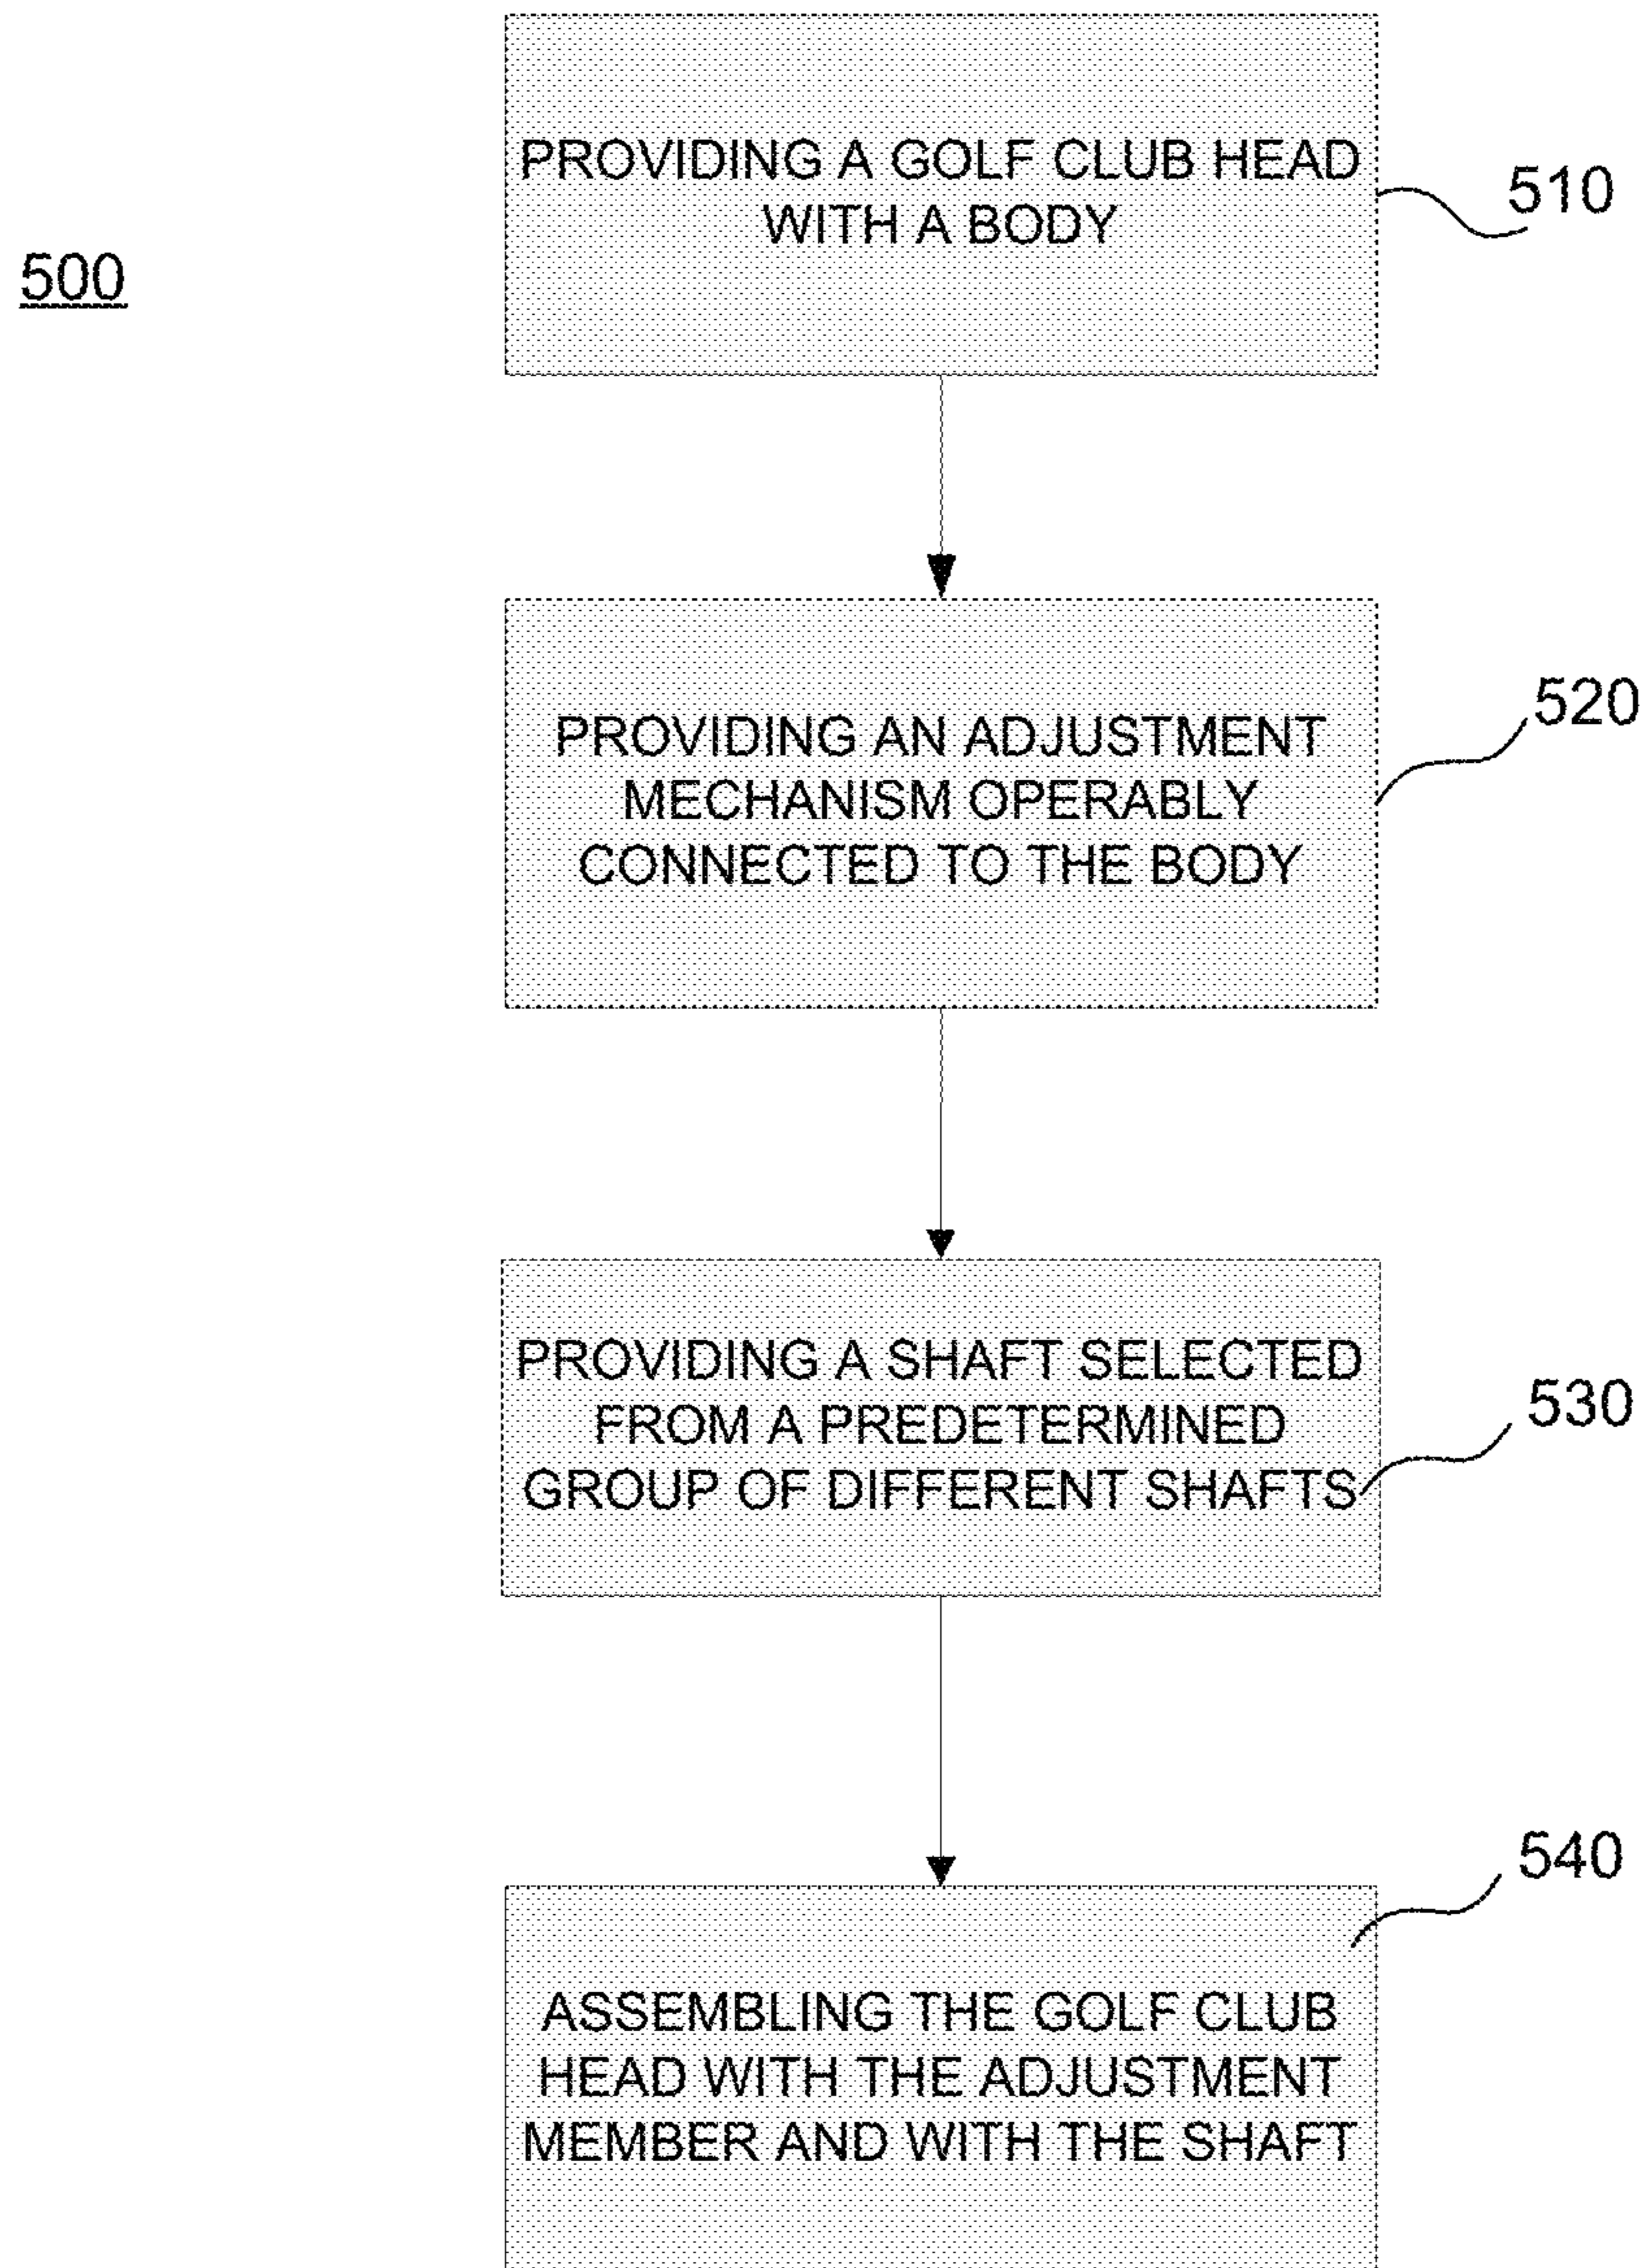 PROVIDING A GOLF CLUB HEAD
WITH A BODY
510
500
PROVIDING AN ADJUSTMENT
MECHANISM OPERABLY
CONNECTED TO THE BODY
520
PROVIDING A SHAFT SELECTED
FROM A PREDETERMINED
GROUP OF DIFFERENT SHAFTS
530
540
ASSEMBLING THE GOLF CLUB
HEAD WITH THE ADJUSTMENT
MEMBER AND WITH THE SHAFT